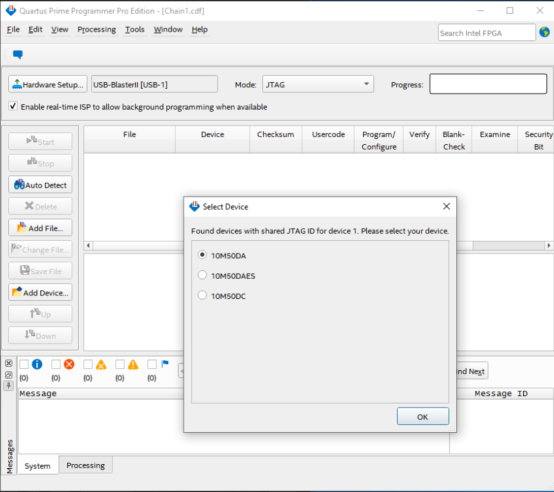 Quartus Prime Programmer Pro Edition - [Chain1.cdf]
File Edit View Processing Tools Window Help
Search Intel FPGA
Hardware Setup... USB-BlasterII [USB-1] Mode: JTAG Progress:
Enable real-time ISP to allow background programming when available
Start
Stop
Auto Detect
Delete
Add File...
Change File...
Save File
Add Device...
Up
Down
File Device Checksum Usercode Program/ Verify Blank- Examine Security
Configure Check Bit
Select Device
Found devices with shared JTAG ID for device 1. Please select your device.
10M50DA
10M50DAES
10M50DC
OK
(0) (0) (0) (0) (0)
Next
Message Message ID
Messages
System Processing